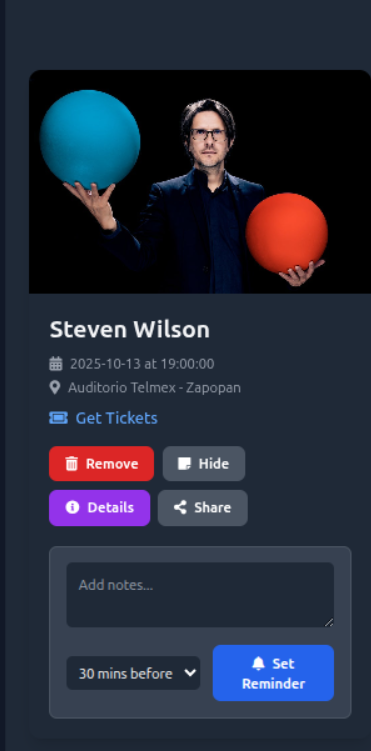 Steven Wilson
2025-10-13 at 19:00:00
Auditorio Telmex - Zapopan
Get Tickets
Remove
Hide
Details
Share
Add notes...
30 mins before
Set
Reminder